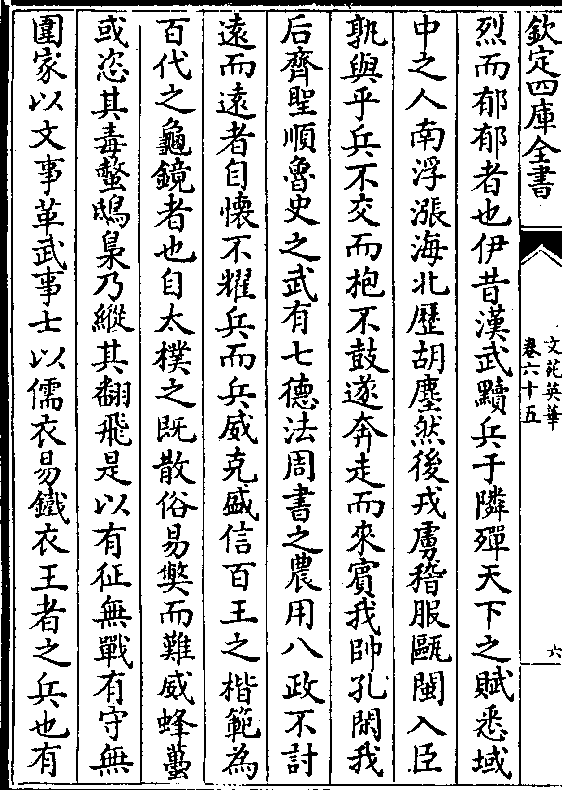 欽定四庫全書
文苑英華
卷六十五
六
烈而郁郁者也伊昔漢武黷兵于隣殫天下之賦悉域
中之人南浮漲海北歷胡塵然後戎虜稽服甌閩入臣
孰與乎兵不交而抱不鼓遂奔走而來賓我帥孔閑我
后齊聖順魯史之武有七德法周書之農用八政不討
遠而遠者自懷不耀兵而兵威克盛信百王之楷範為
百代之龜鏡者也自太樸之既散俗易獘而難威蜂蠆
或恣其毒螫鴟梟乃縱其翻飛是以有征無戰有守無
圍家以文事革武事士以儒衣易鐵衣王者之兵也有